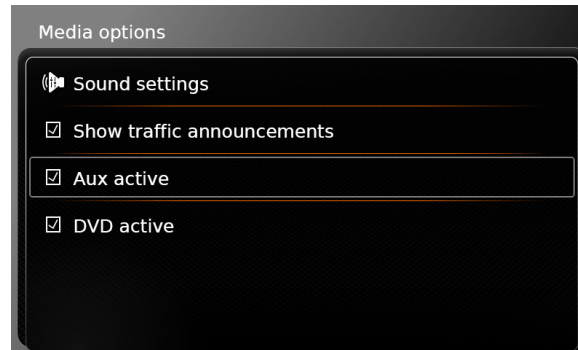 Media options
Sound settings
Show traffic announcements
Aux active
DVD active